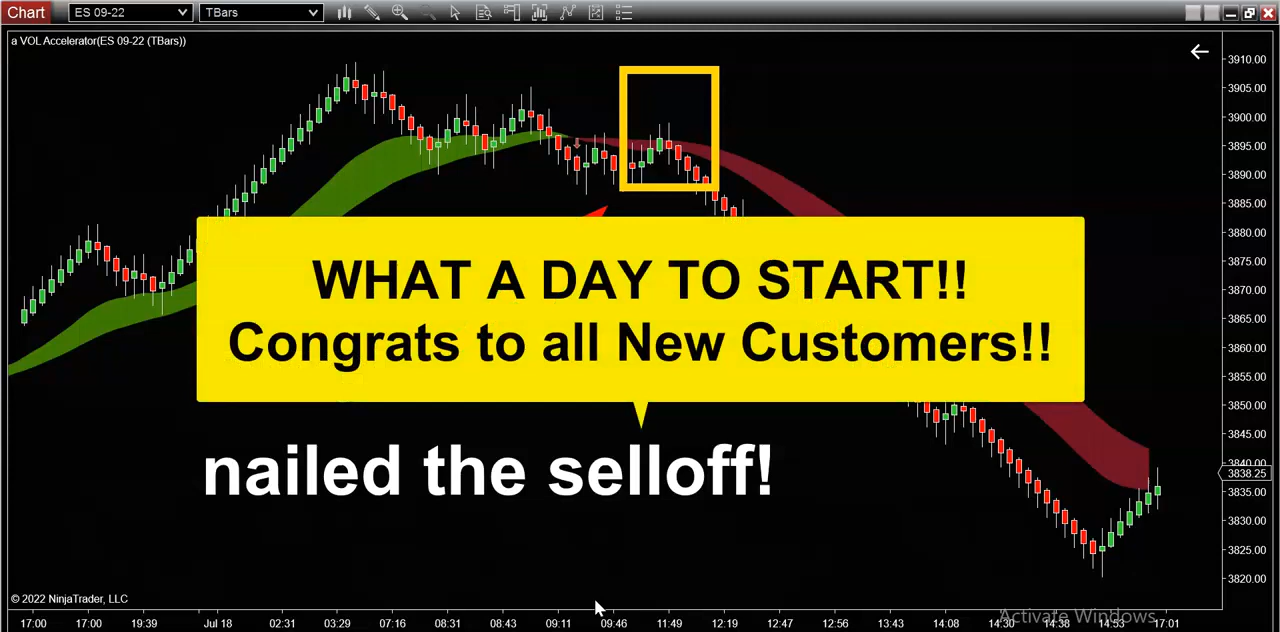 Chart ES 09-22 TBars
a VOL Accelerator(ES 09-22 (TBars))
3910.00
3905.00
3900.00
3895.00
3890.00
3885.00
3880.00
3875.00
3870.00
3865.00
3860.00
3855.00
3850.00
3845.00
3840.00
3838.25
3835.00
3830.00
3825.00
3820.00
WHAT A DAY TO START!!
Congrats to all New Customers!!
nailed the selloff!
© 2022 NinjaTrader, LLC
Activate Windows
17:00 17:00 19:39 Jul 18 02:31 03:29 07:16 08:31 08:43 09:11 09:46 11:49 12:19 12:47 12:56 13:43 14:10 14:30 14:53 17:01